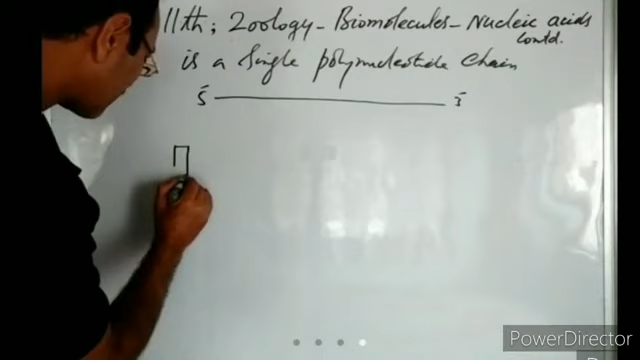 11th; Zoology - Biomolecules - Nucleic acids
Contd.
is a single polynucleotide chain
5' 3'
PowerDirector